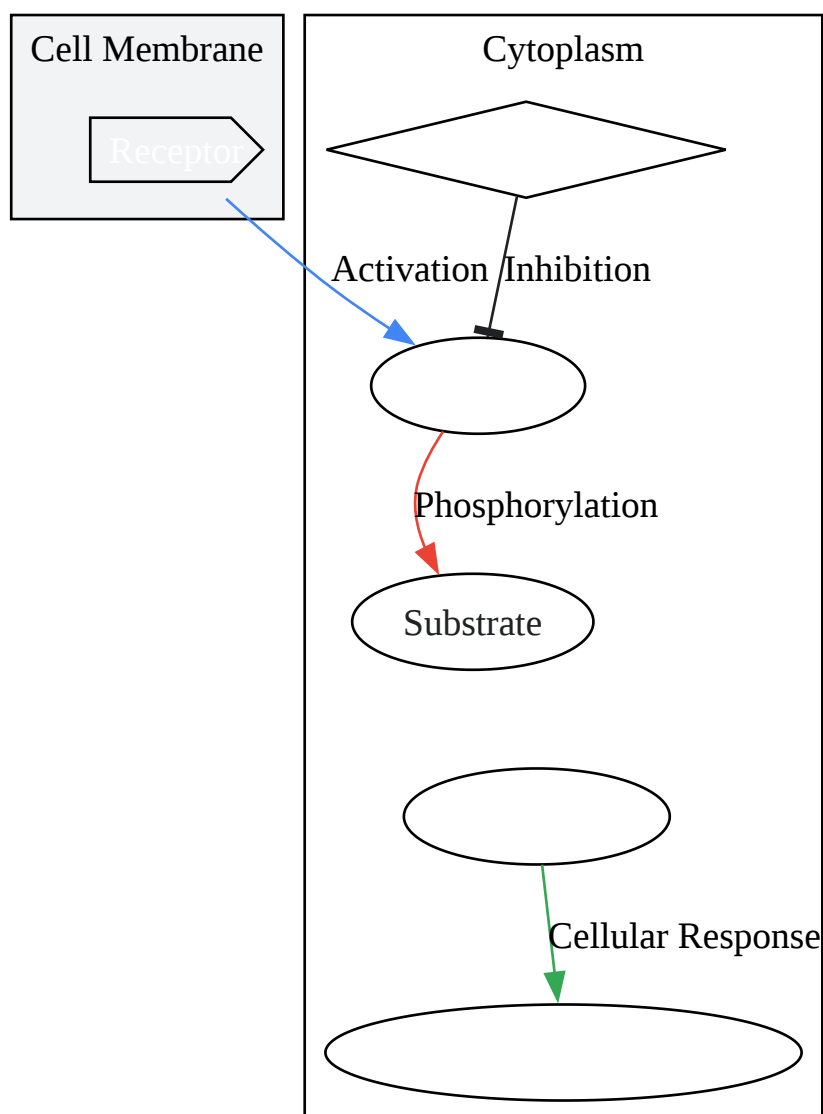 Cell Membrane
Cytoplasm
Receptor
Activation
Inhibition
Phosphorylation
Substrate
Cellular Response